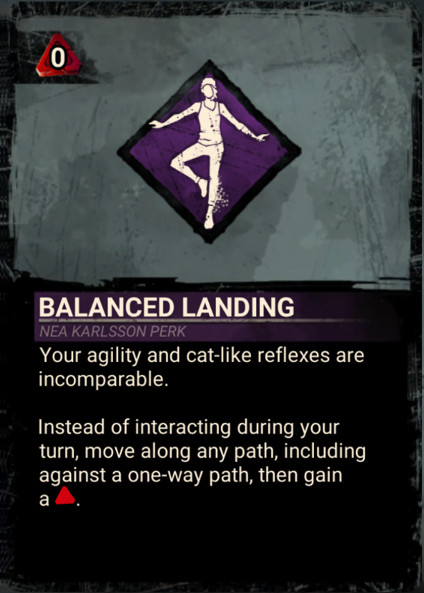 0
BALANCED LANDING
NEA KARLSSON PERK
Your agility and cat-like reflexes are
incomparable.
Instead of interacting during your
turn, move along any path, including
against a one-way path, then gain
a .